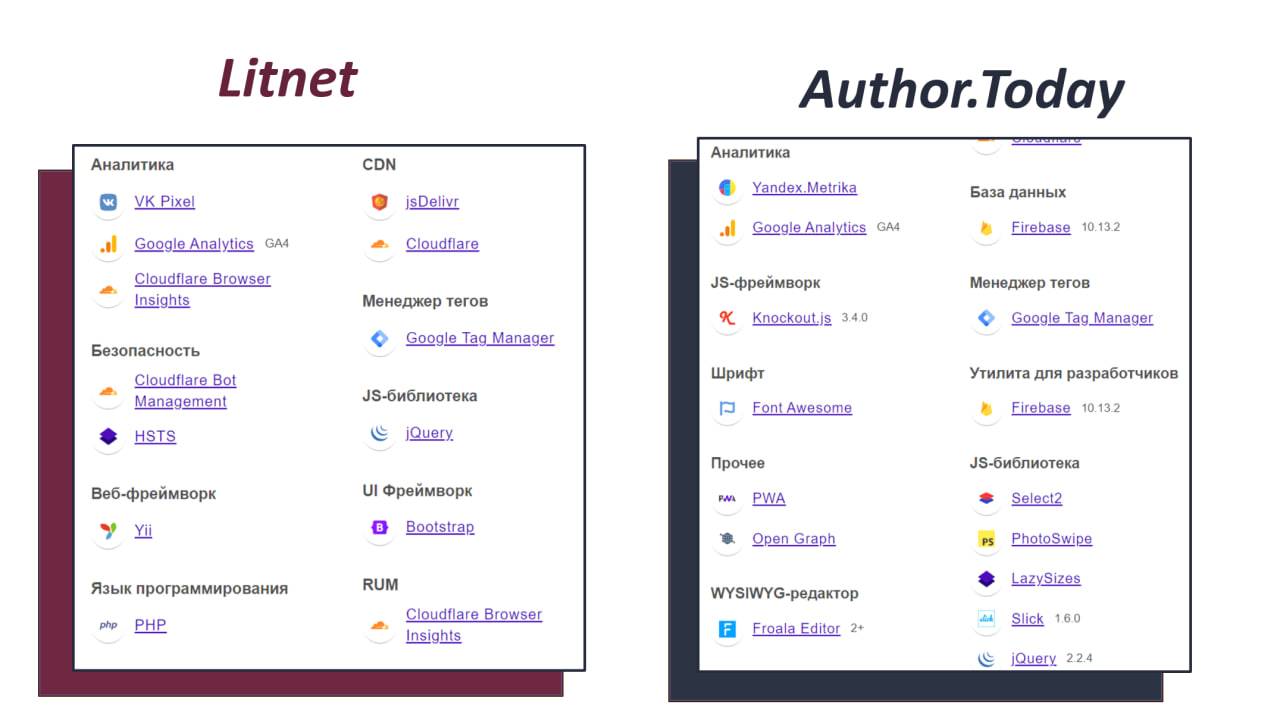 Litnet
Аналитика
VK Pixel
Google Analytics GA4
Cloudflare Browser
Insights
Безопасность
Cloudflare Bot
Management
HSTS
Веб-фреймворк
Yii
Язык программирования
php PHP
CDN
jsDelivr
Cloudflare
Менеджер тегов
Google Tag Manager
JS-библиотека
jQuery
UI Фреймворк
B Bootstrap
RUM
Cloudflare Browser
Insights
Author.Today
Аналитика
Yandex.Metrika
Google Analytics GA4
JS-фреймворк
Knockout.js 3.4.0
Шрифт
Font Awesome
Прочее
PWA PWA
Open Graph
WYSIWYG-редактор
F Froala Editor 2+
Cloudflare
База данных
Firebase 10.13.2
Менеджер тегов
Google Tag Manager
Утилита для разработчиков
Firebase 10.13.2
JS-библиотека
Select2
PS PhotoSwipe
LazySizes
slick Slick 1.6.0
jQuery 2.2.4